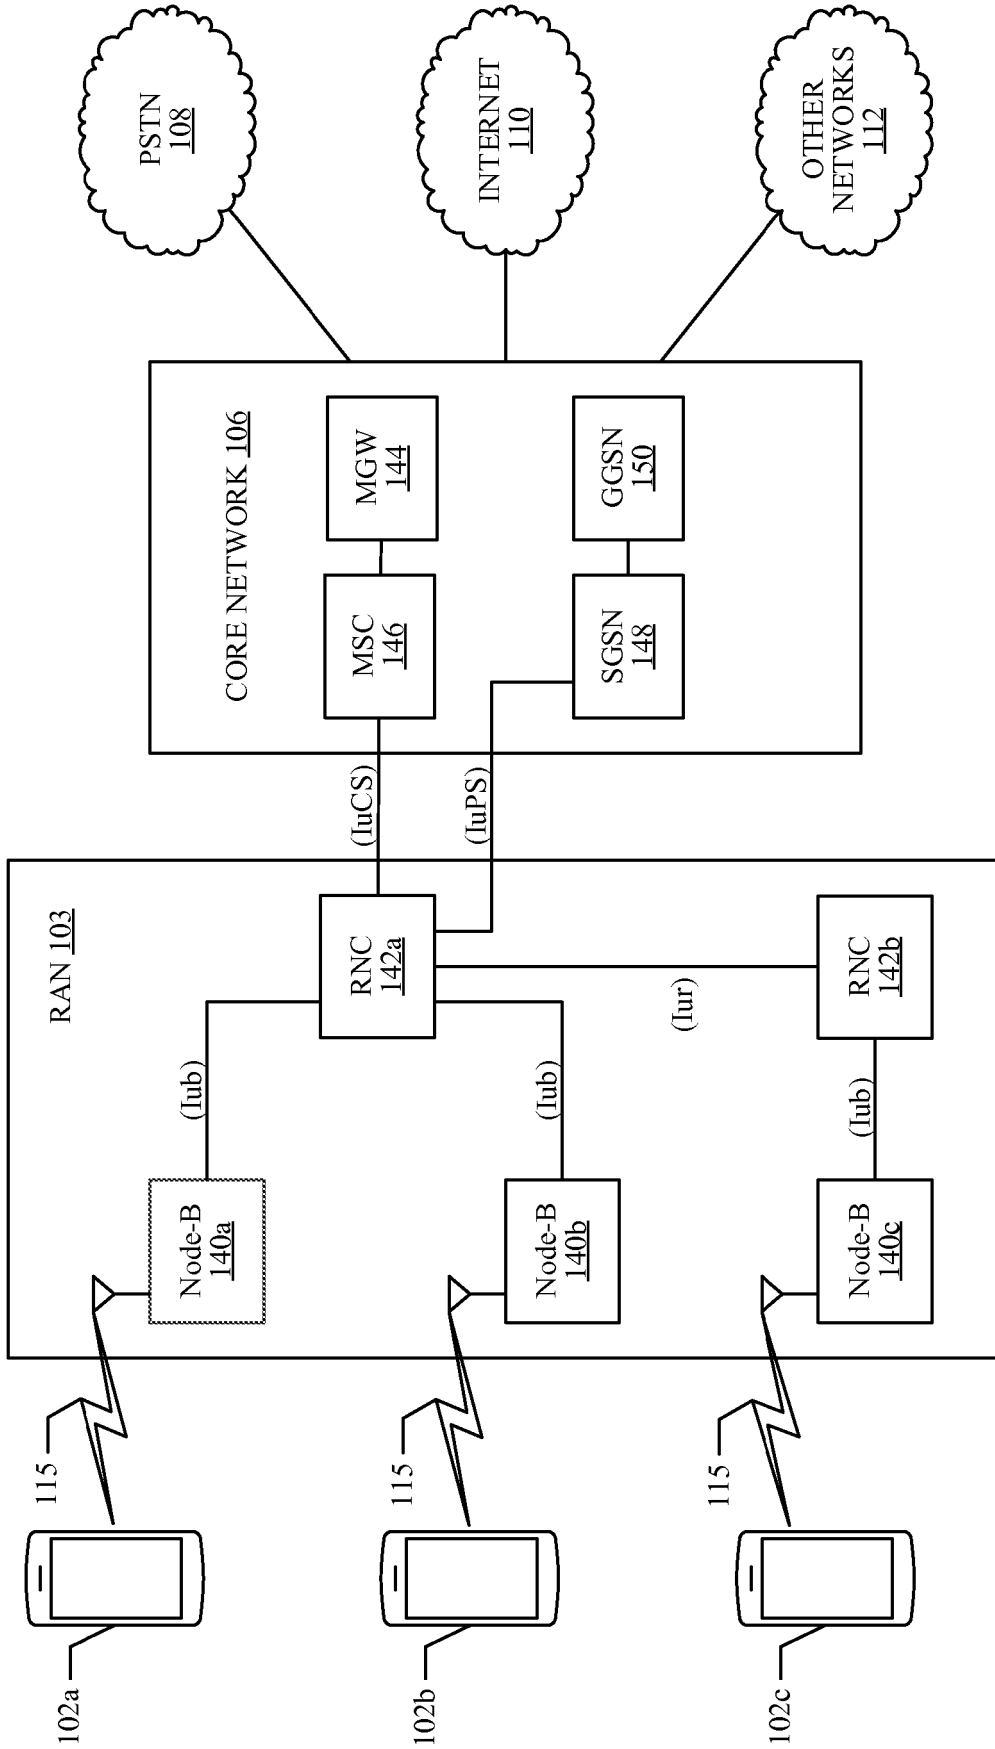 102a
115
102b
115
102c
115
RAN 103
Node-B
140a
(Iub)
Node-B
140b
(Iub)
Node-B
140c
(Iub)
RNC
142a
(Iur)
RNC
142b
(IuCS)
(IuPS)
CORE NETWORK 106
MSC
146
MGW
144
SGSN
148
GGSN
150
PSTN
108
INTERNET
110
OTHER
NETWORKS
112